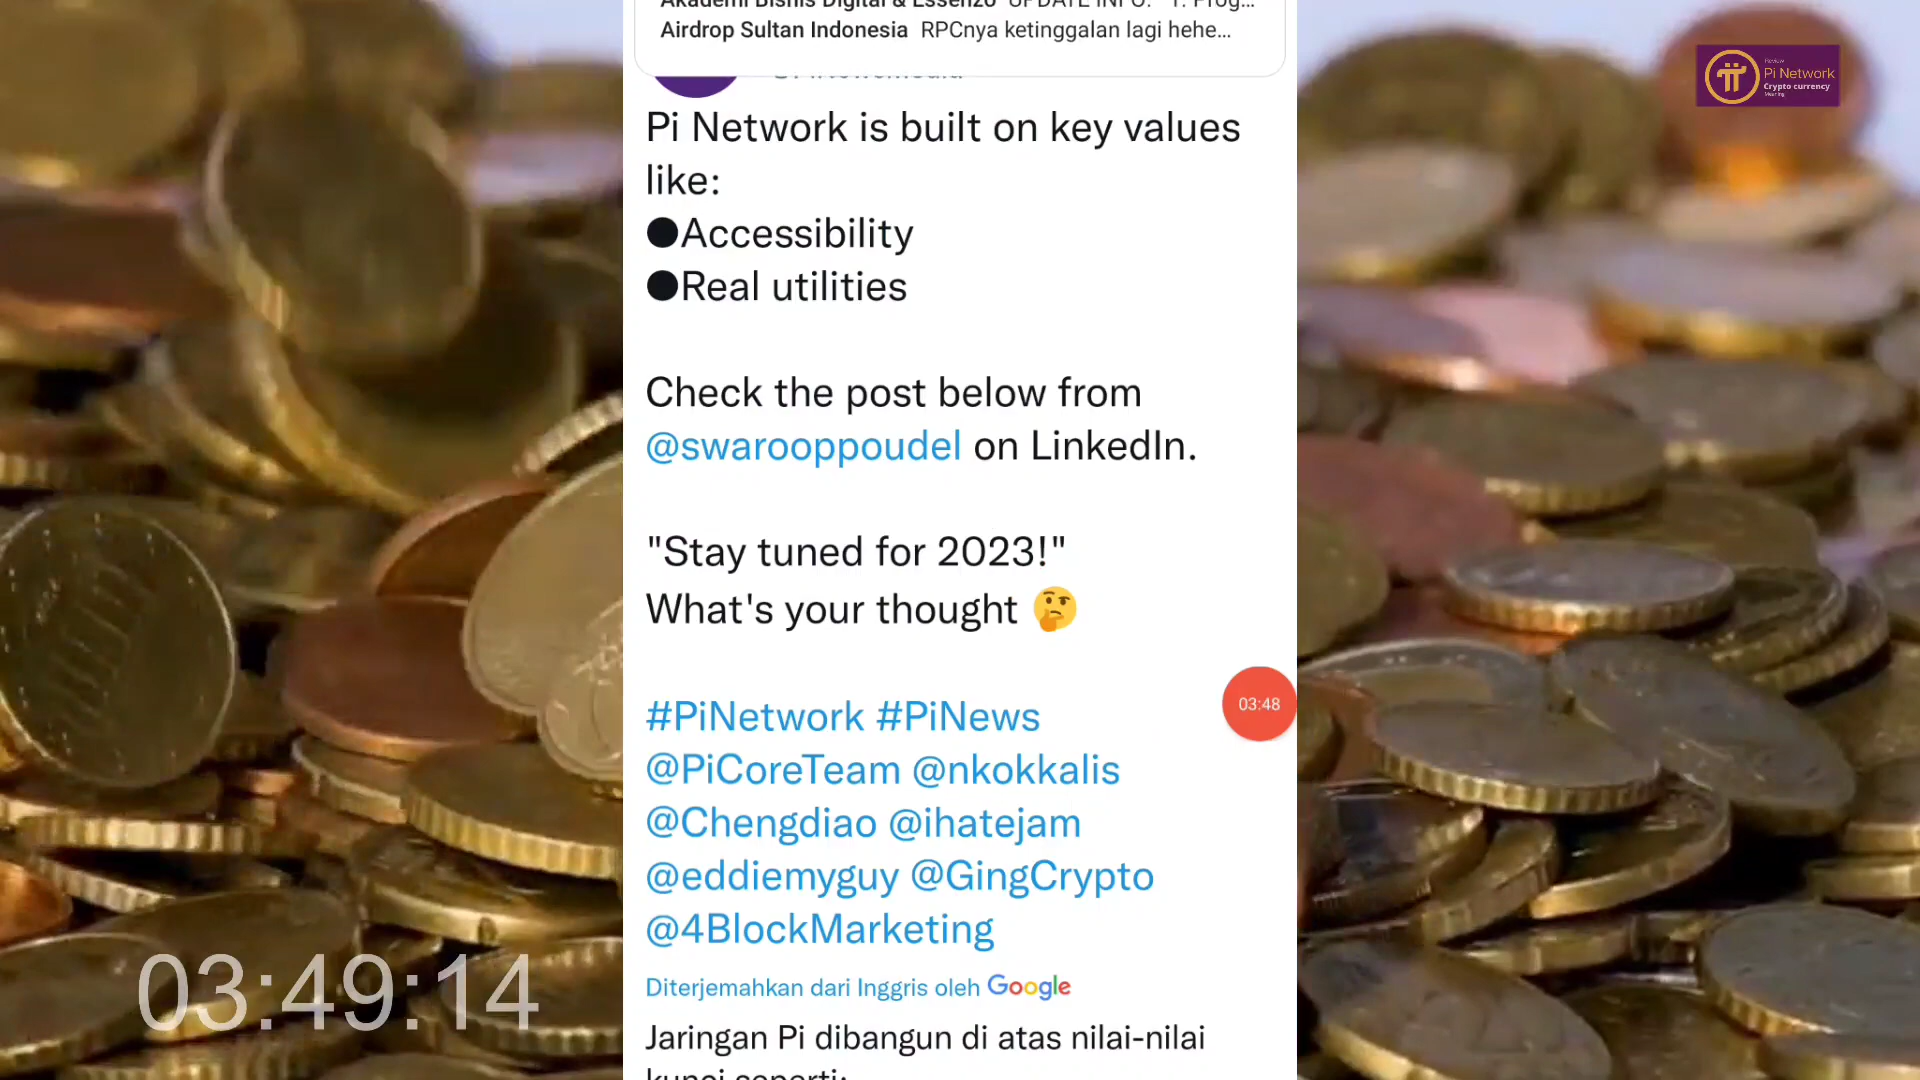 Akademi Bisnis Digital & Essenzo UPDATE INFO: 1. Prog...
Airdrop Sultan Indonesia RPCnya ketinggalan lagi hehe...
Review
Pi Network
Crypto currency
Pi Network is built on key values
like:
●Accessibility
●Real utilities
Check the post below from
@swarooppoudel on LinkedIn.
"Stay tuned for 2023!"
What's your thought 🤔
03:48
#PiNetwork #PiNews
@PiCoreTeam @nkokkalis
@Chengdiao @ihatejam
@eddiemyguy @GingCrypto
@4BlockMarketing
03:49:14
Diterjemahkan dari Inggris oleh Google
Jaringan Pi dibangun di atas nilai-nilai
kunci seperti: